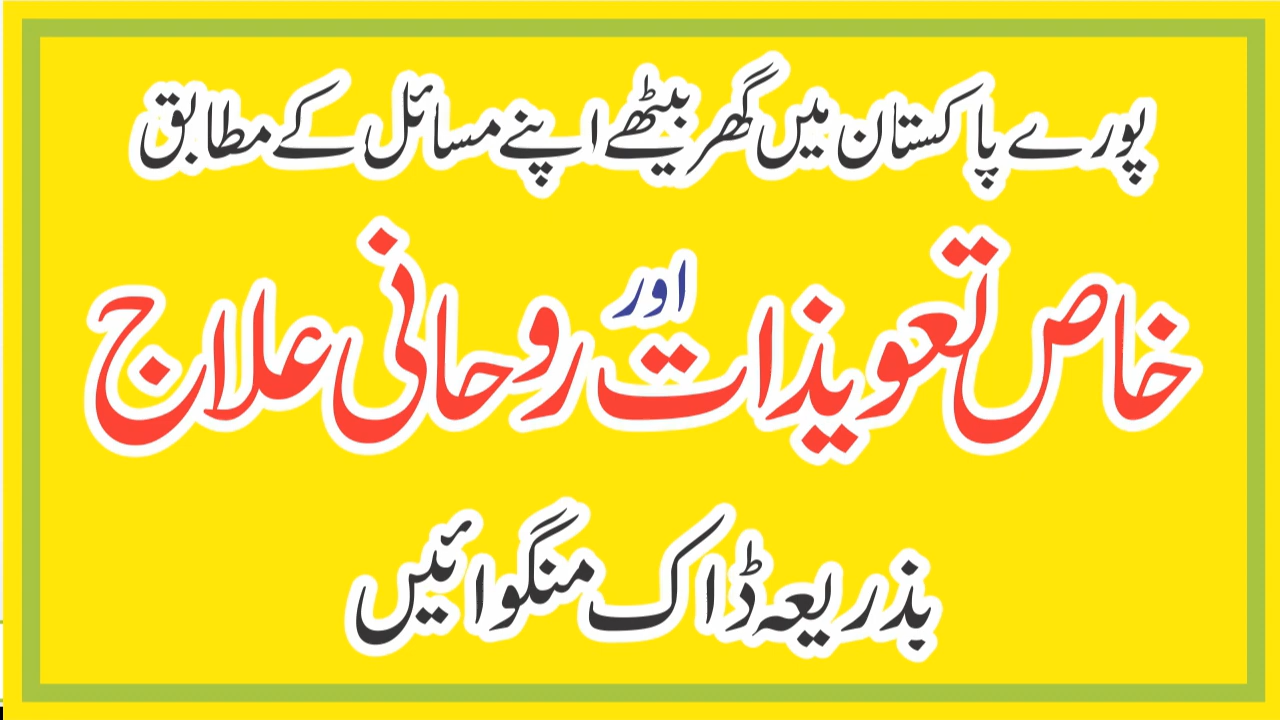 پورے پاکستان میں گھر بیٹھے اپنے مسائل کے مطابق
خاص تعویذات اور روحانی علاج
بذریعہ ڈاک منگوائیں